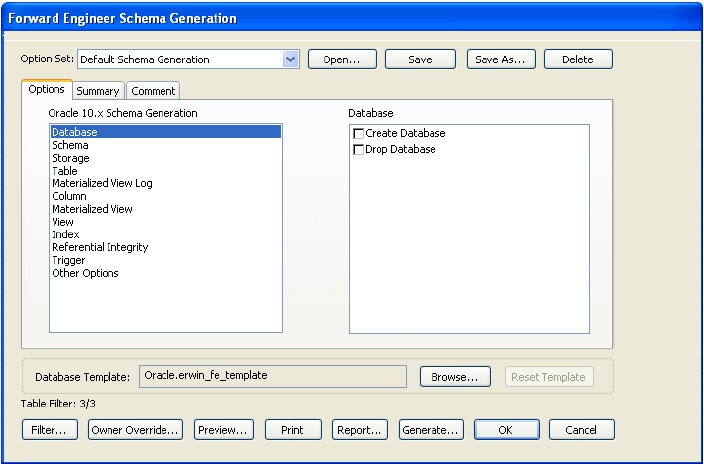 Forward Engineer Schema Generation
Option Set: Default Schema Generation Open... Save Save As... Delete
Options Summary Comment
Oracle 10.x Schema Generation Database
Database
Schema
Storage
Table
Materialized View Log
Column
Materialized View
View
Index
Referential Integrity
Trigger
Other Options
Create Database
Drop Database
Database Template: Oracle.erwin_fe_template Browse... Reset Template
Table Filter: 3/3
Filter... Owner Override... Preview... Print Report... Generate... OK Cancel